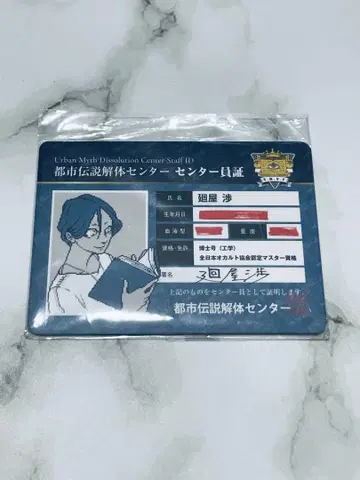 Urban Myth Dissolution Center Staff ID
都市伝説解体センター センター員証
氏名 廻屋 渉
生年月日
血液型
資格・免許 博士号（工学）
全日本オカルト協会認定マスター資格
署名 廻屋渉
上記のものをセンター員として証明します。
都市伝説解体センター